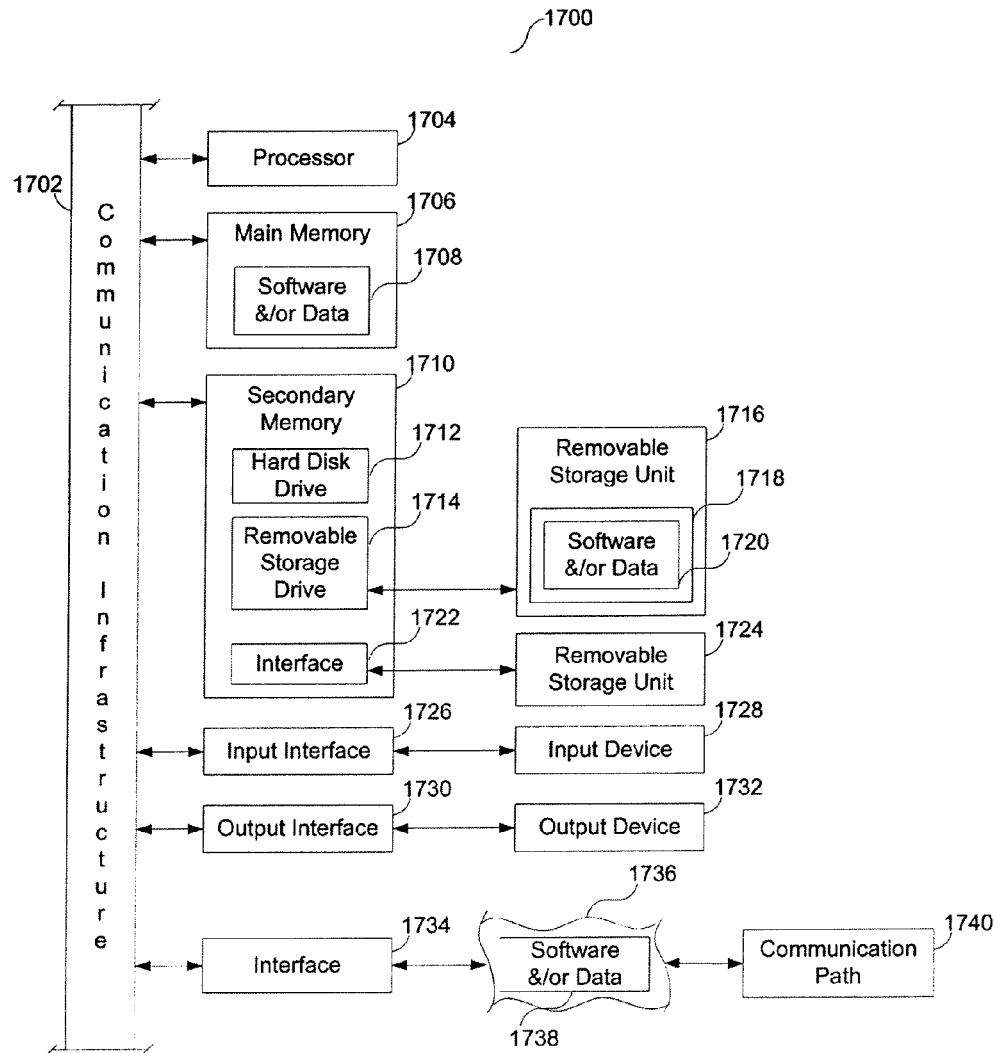 1700
1702
Communication Infrastructure
1704
Processor
1706
Main Memory
1708
Software
&/or Data
1710
Secondary
Memory
1712
Hard Disk
Drive
1714
Removable
Storage
Drive
1716
Removable
Storage Unit
1718
Software
&/or Data
1720
1722
Interface
1724
Removable
Storage Unit
1726
Input Interface
1728
Input Device
1730
Output Interface
1732
Output Device
1734
Interface
1736
Software
&/or Data
1738
1740
Communication
Path